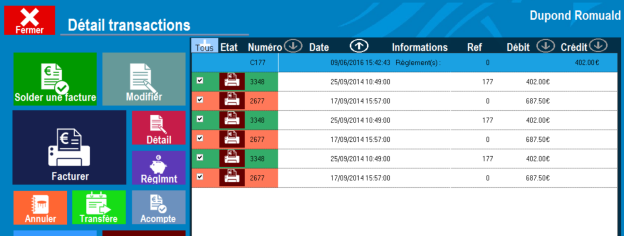 Fermer
Détail transactions
Dupond Romuald
Solder une facture
Modifier
Facturer
Détail
Règlmnt
Annuler
Transfère
Acompte
Tous Etat Numéro Date Informations Ref Débit Crédit
C177 09/06/2016 15:42:43 Règlement(s) : 0 402.00€
3348 25/09/2014 10:49:00 177 402.00€
2677 17/09/2014 15:57:00 0 687.50€
3348 25/09/2014 10:49:00 177 402.00€
2677 17/09/2014 15:57:00 0 687.50€
3348 25/09/2014 10:49:00 177 402.00€
2677 17/09/2014 15:57:00 0 687.50€